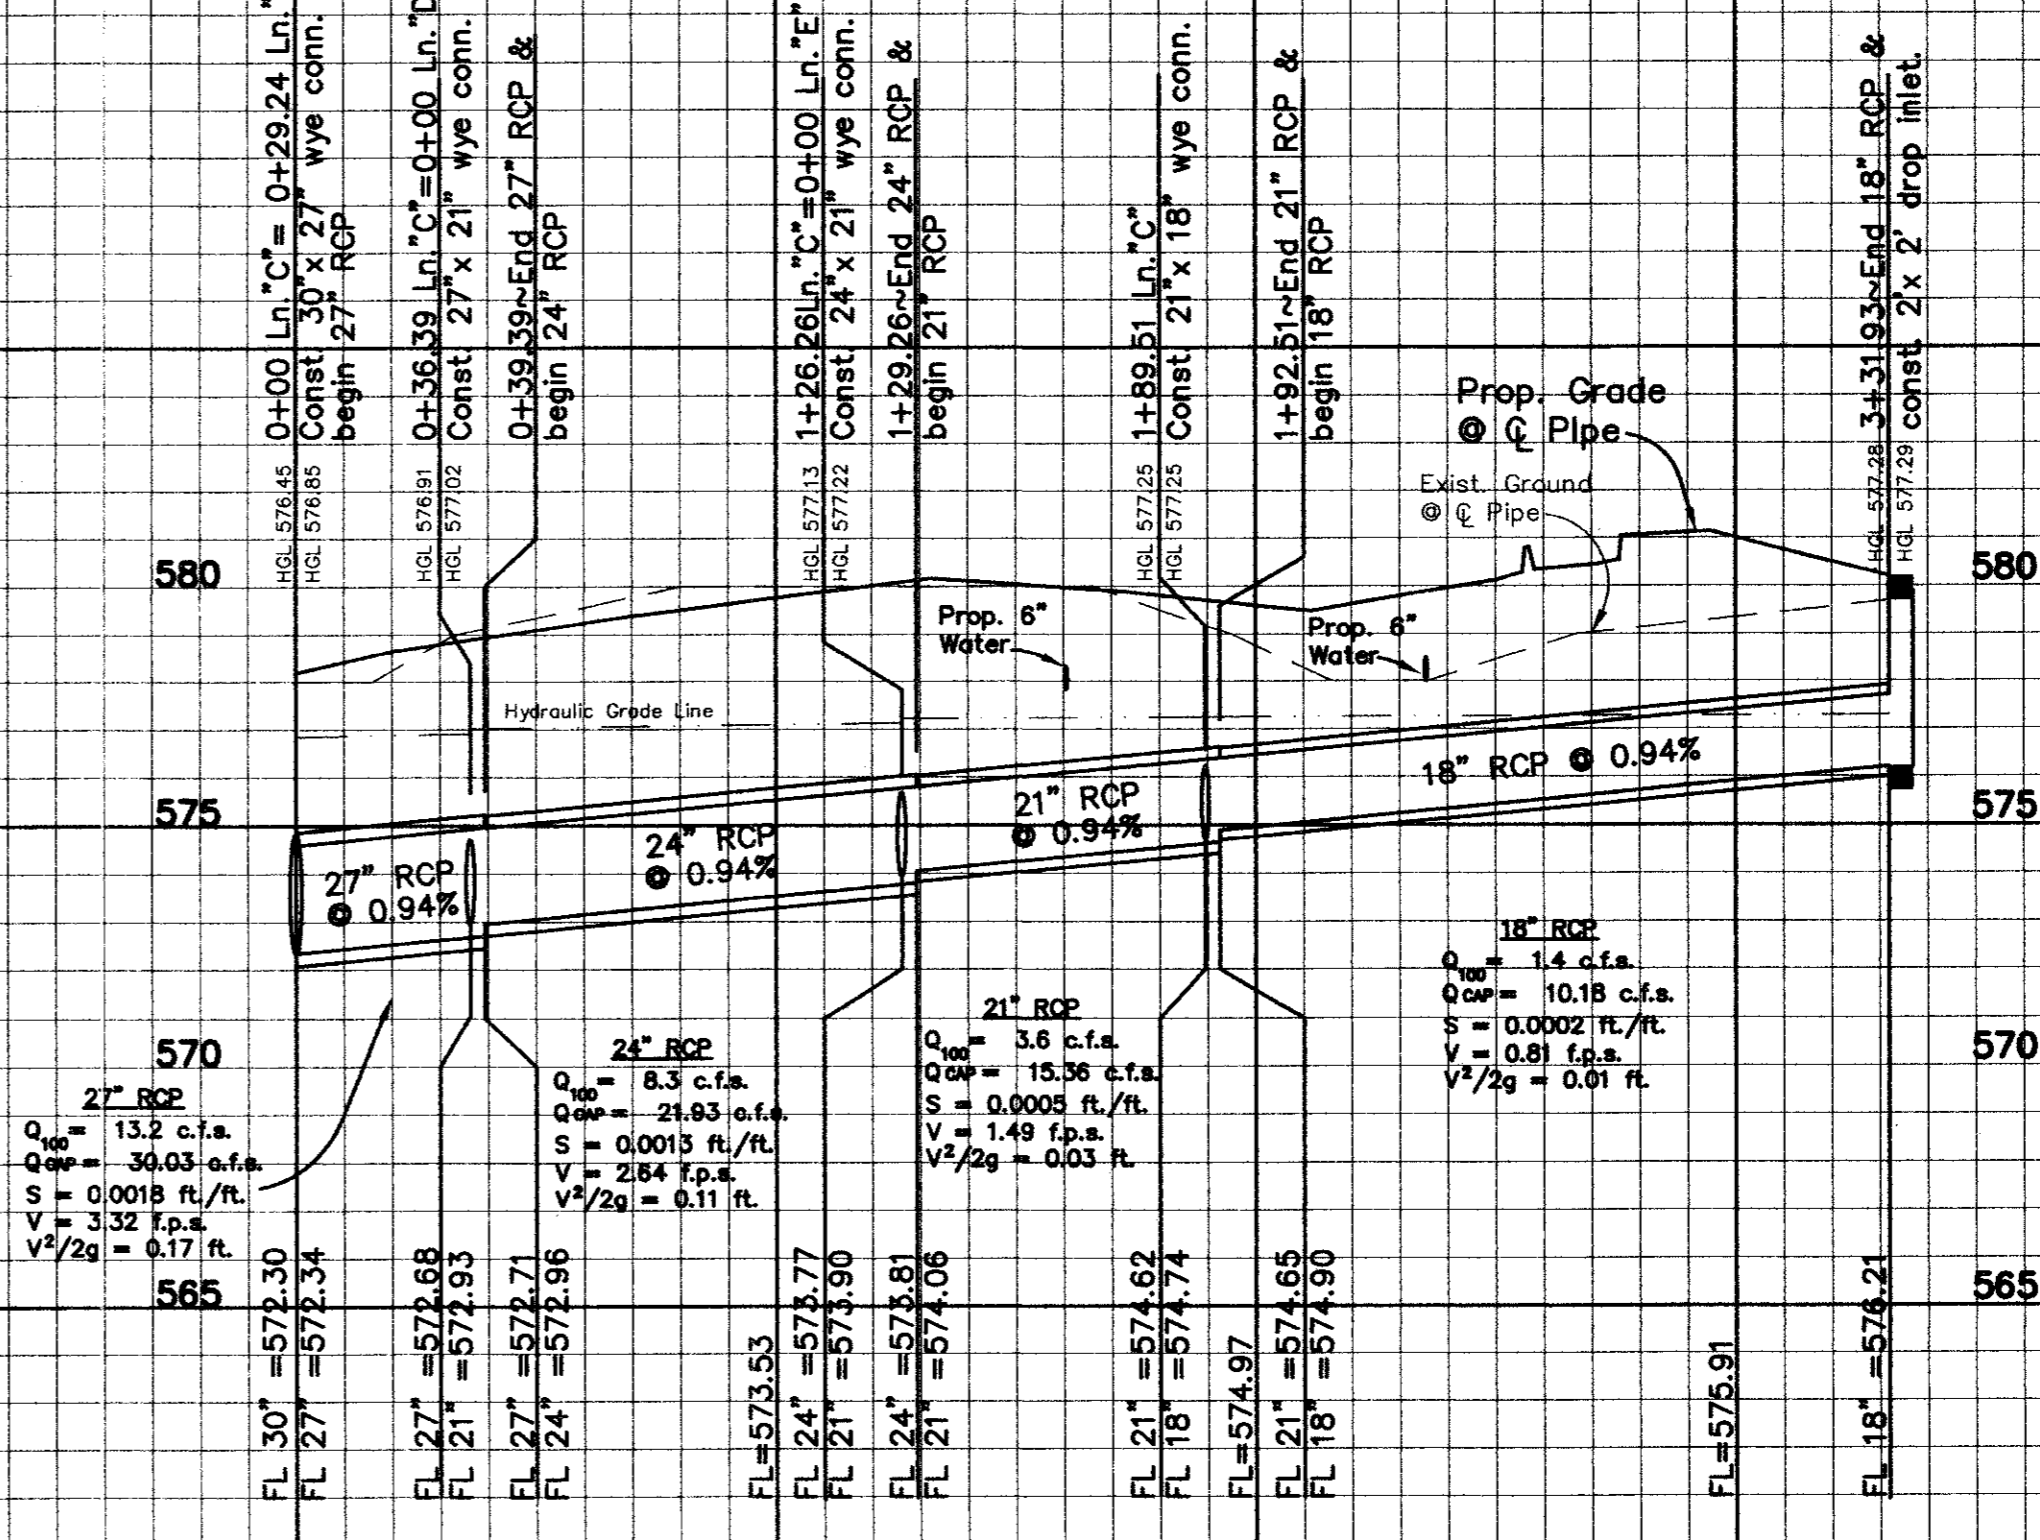 0+00 Ln."C"= 0+29.24 Ln."
Const. 30"x 27" wye conn.
begin 27" RCP
0+36.39 Ln."C"=0+00 Ln."D
Const. 27"x 21" wye conn.
0+39.39~End 27" RCP &
begin 24" RCP
1+26.26Ln."C"=0+00 Ln."E"
Const. 24"x 21" wye conn.
1+29.26~End 24" RCP &
begin 21" RCP
1+89.51 Ln."C"
Const. 21"x 18" wye conn.
1+92.51~End 21" RCP &
begin 18" RCP
3+31.93~End 18" RCP &
const. 2'x 2' drop inlet.
HGL 576.45
HGL 576.85
HGL 576.91
HGL 577.02
HGL 577.13
HGL 577.22
HGL 577.25
HGL 577.25
HGL 577.28
HGL 577.29
Prop. Grade
@ ℄ Pipe
Exist. Ground
@ ℄ Pipe
580
580
Prop. 6"
Water
Prop. 6"
Water
Hydraulic Grade Line
575
575
27" RCP
@ 0.94%
24" RCP
@ 0.94%
21" RCP
@ 0.94%
18" RCP @ 0.94%
570
570
27" RCP
Q100= 13.2 c.f.s.
QCAP= 30.03 c.f.s.
S = 0.0018 ft./ft.
V = 3.32 f.p.s.
V²/2g = 0.17 ft.
24" RCP
Q100= 8.3 c.f.s.
QCAP= 21.93 c.f.s.
S = 0.0013 ft./ft.
V = 2.64 f.p.s.
V²/2g = 0.11 ft.
21" RCP
Q100= 3.6 c.f.s.
QCAP= 15.36 c.f.s.
S = 0.0005 ft./ft.
V = 1.49 f.p.s.
V²/2g = 0.03 ft.
18" RCP
Q100= 1.4 c.f.s.
QCAP= 10.18 c.f.s.
S = 0.0002 ft./ft.
V = 0.81 f.p.s.
V²/2g = 0.01 ft.
565
565
FL 30" =572.30
FL 27" =572.34
FL 27" =572.68
FL 21" =572.93
FL 27" =572.71
FL 24" =572.96
FL=573.53
FL 24" =573.77
FL 21" =573.90
FL 24" =573.81
FL 21" =574.06
FL 21" =574.62
FL 18" =574.74
FL=574.97
FL 21" =574.65
FL 18" =574.90
FL=575.91
FL 18" =576.21